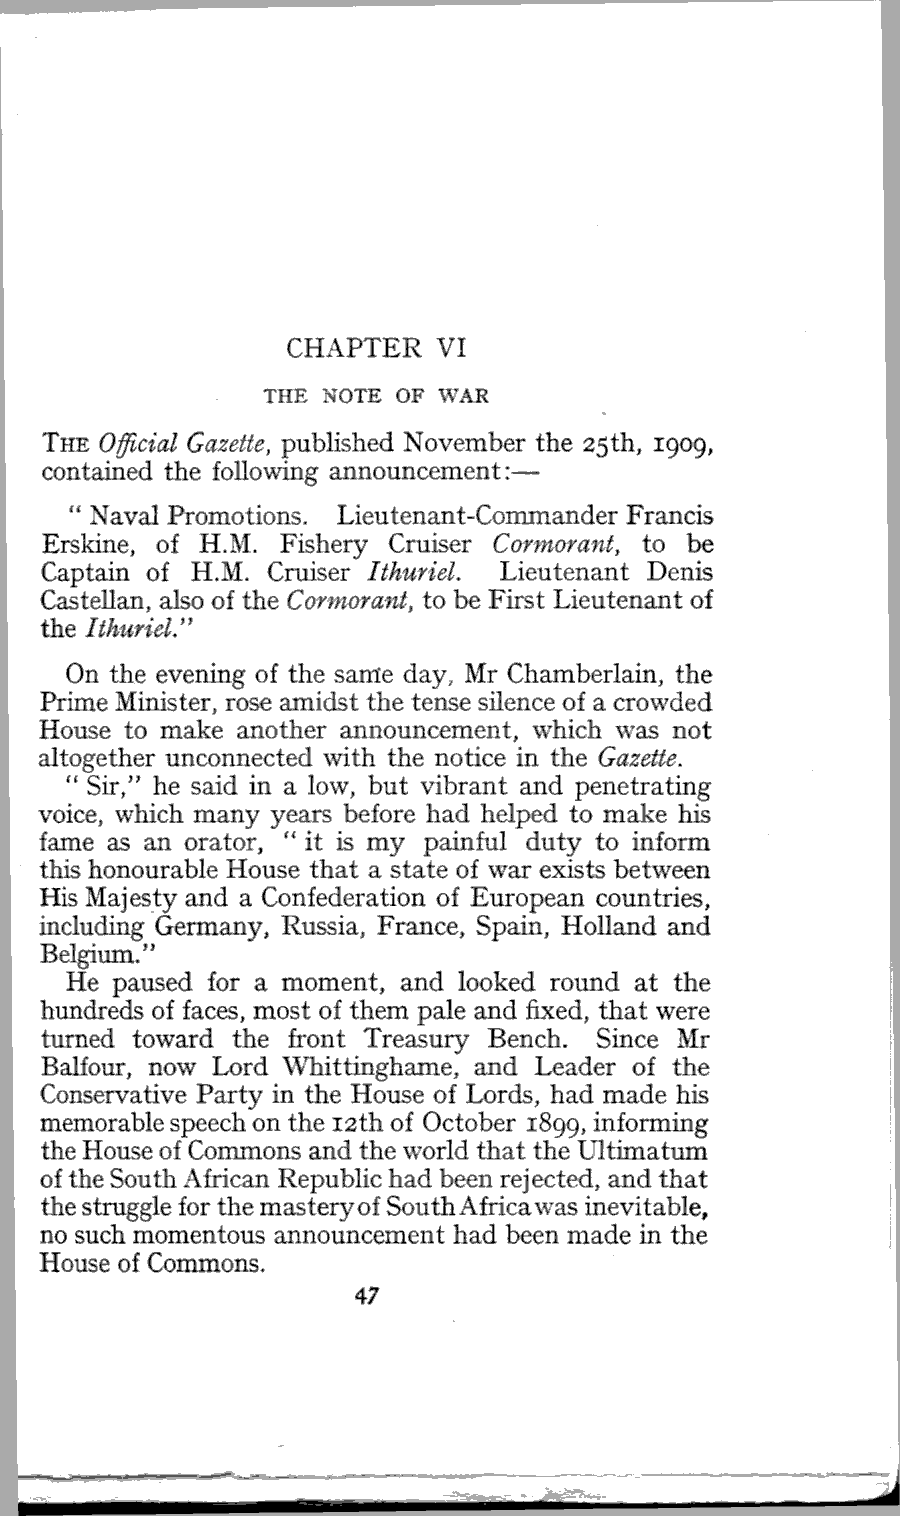 CHAPTER VI
THE NOTE OF WAR
THE Official Gazette, published November the 25th, 1909,
contained the following announcement:—
" Naval Promotions. Lieutenant-Commander Francis
Erskine, of H.M. Fishery Cruiser Cormorant, to be
Captain of H.M. Cruiser Ithuriel. Lieutenant Denis
Castellan, also of the Cormorant, to be First Lieutenant of
the Ithuriel."
On the evening of the same day, Mr Chamberlain, the
Prime Minister, rose amidst the tense silence of a crowded
House to make another announcement, which was not
altogether unconnected with the notice in the Gazette.
" Sir," he said in a low, but vibrant and penetrating
voice, which many years before had helped to make his
fame as an orator, " it is my painful duty to inform
this honourable House that a state of war exists between
His Majesty and a Confederation of European countries,
including Germany, Russia, France, Spain, Holland and
Belgium."
He paused for a moment, and looked round at the
hundreds of faces, most of them pale and fixed, that were
turned toward the front Treasury Bench. Since Mr
Balfour, now Lord Whittinghame, and Leader of the
Conservative Party in the House of Lords, had made his
memorable speech on the 12th of October 1899, informing
the House of Commons and the world that the Ultimatum
of the South African Republic had been rejected, and that
the struggle for the mastery of South Africa was inevitable,
no such momentous announcement had been made in the
House of Commons.
47